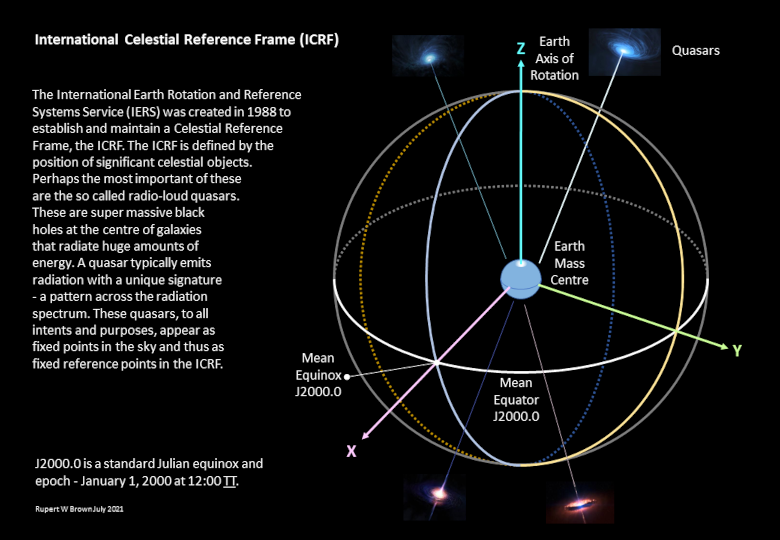 International Celestial Reference Frame (ICRF)
The International Earth Rotation and Reference
Systems Service (IERS) was created in 1988 to
establish and maintain a Celestial Reference
Frame, the ICRF. The ICRF is defined by the
position of significant celestial objects.
Perhaps the most important of these
are the so called radio-loud quasars.
These are super massive black
holes at the centre of galaxies
that radiate huge amounts of
energy. A quasar typically emits
radiation with a unique signature
- a pattern across the radiation
spectrum. These quasars, to all
intents and purposes, appear as
fixed points in the sky and thus as
fixed reference points in the ICRF.
Z
Earth
Axis of
Rotation
Quasars
Earth
Mass
Centre
Y
Mean
Equinox
J2000.0
Mean
Equator
J2000.0
X
J2000.0 is a standard Julian equinox and
epoch - January 1, 2000 at 12:00 TT.
Rupert W Brown July 2021